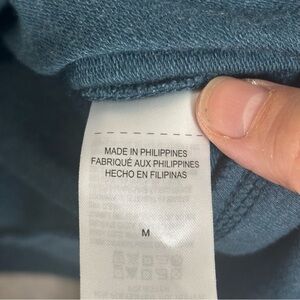 MADE IN PHILIPPINES
FABRIQUÉ AUX PHILIPPINES
HECHO EN FILIPINAS
M